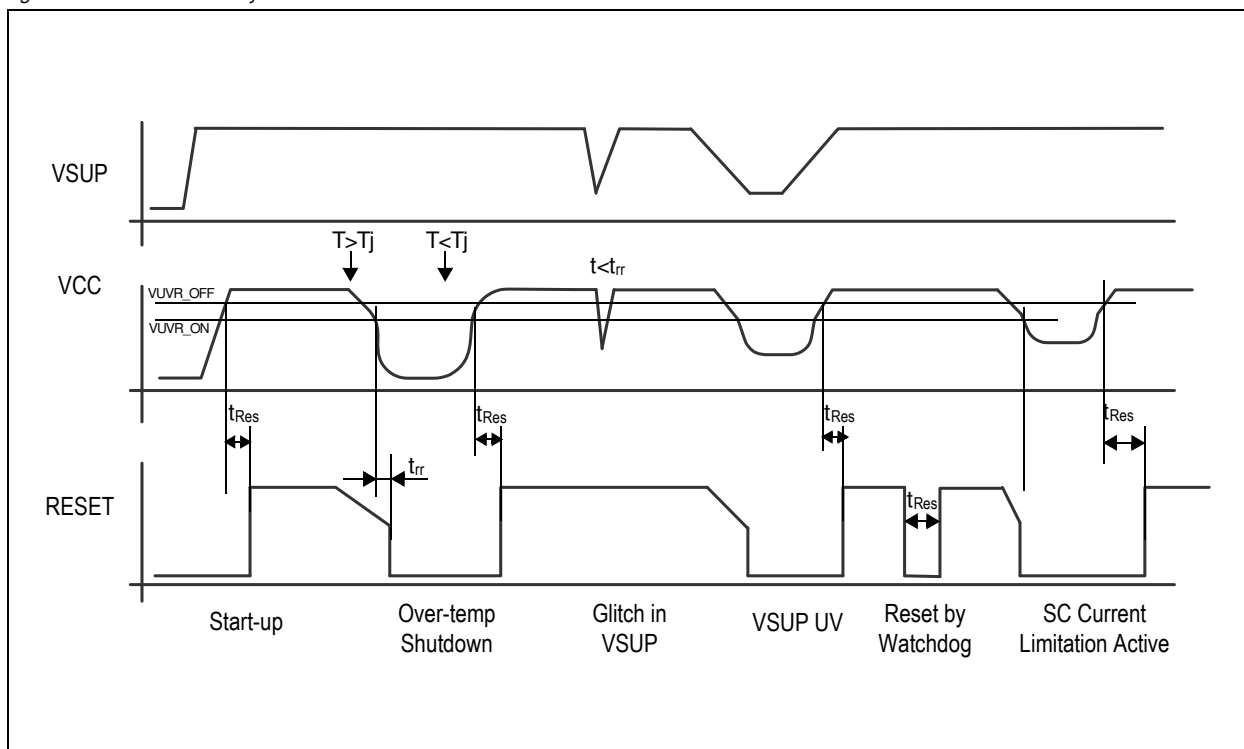 VSUP
T>Tj
T<Tj
t<trr
VCC
VUVR_OFF
VUVR_ON
tRes
tRes
tRes
tRes
trr
RESET
tRes
Start-up
Over-temp
Shutdown
Glitch in
VSUP
VSUP UV
Reset by
Watchdog
SC Current
Limitation Active